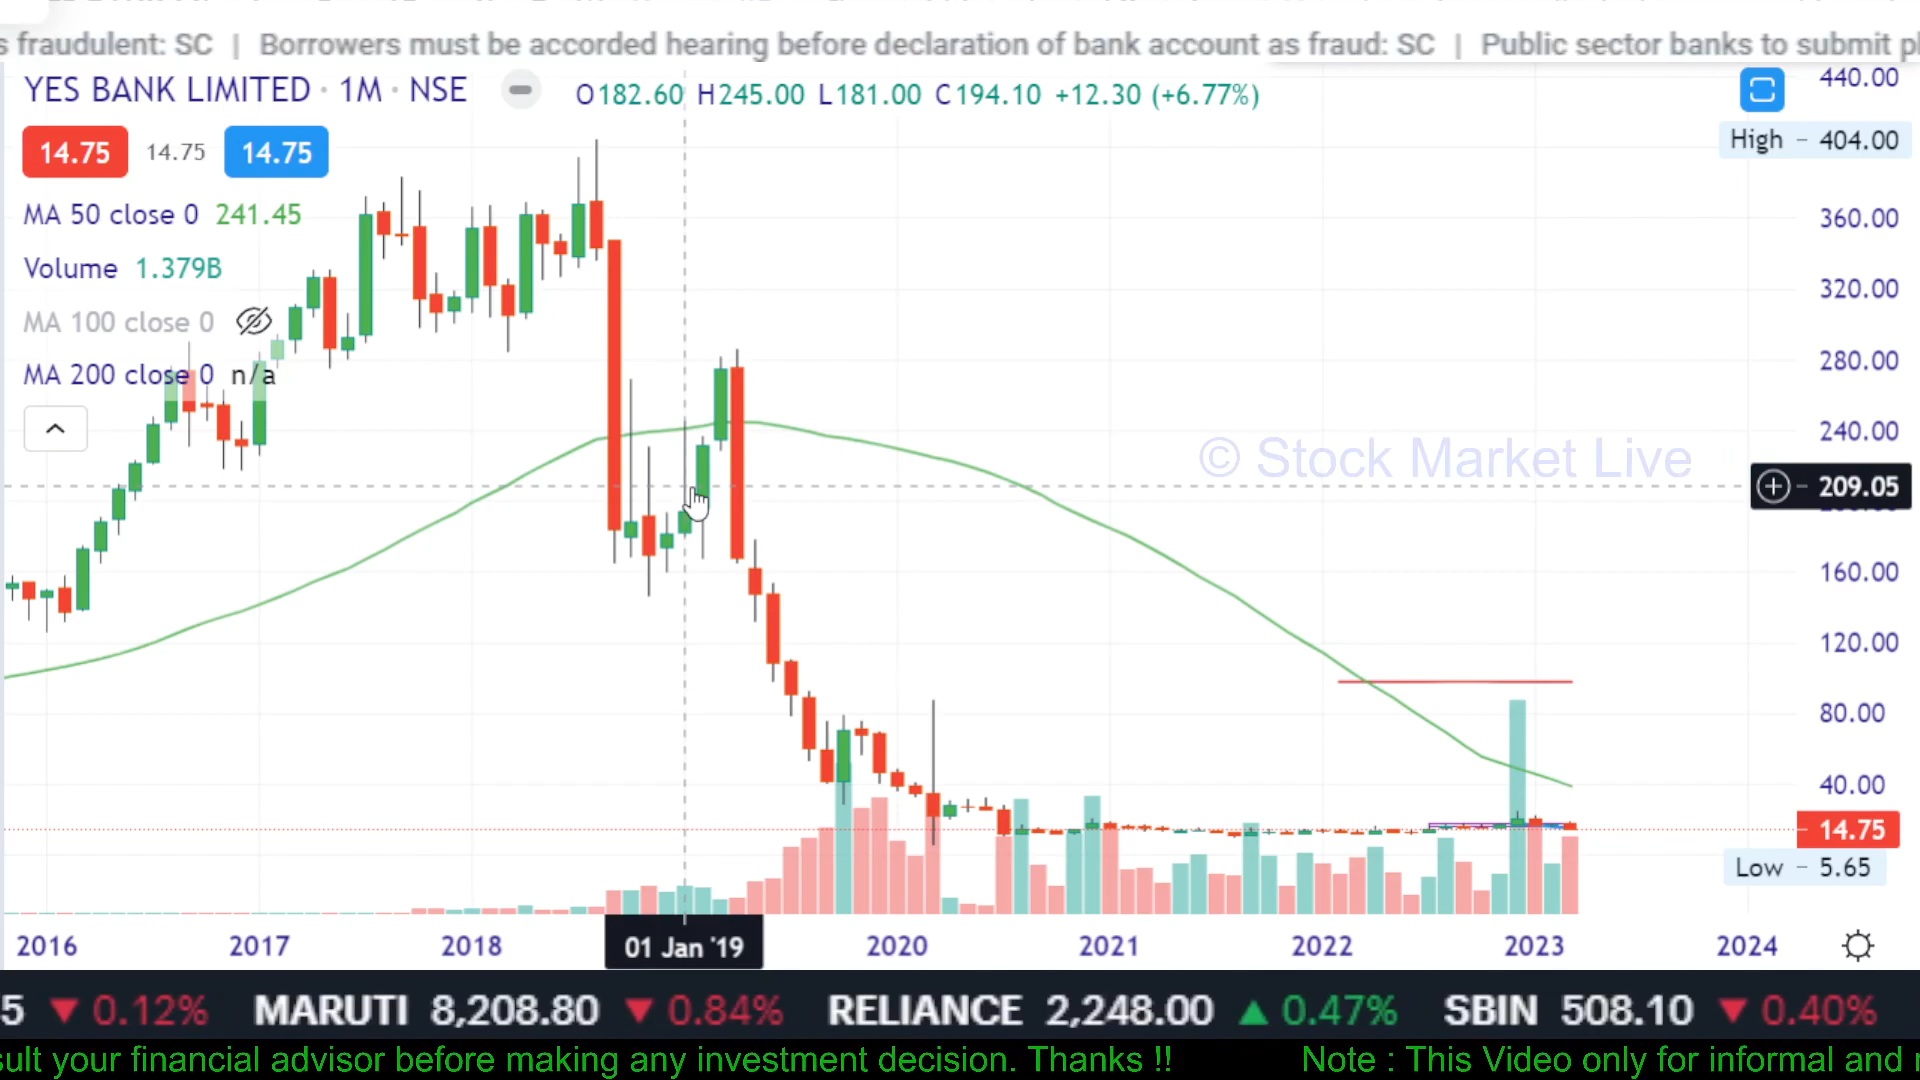 s fraudulent: SC | Borrowers must be accorded hearing before declaration of bank account as fraud: SC | Public sector banks to submit pl
YES BANK LIMITED · 1M · NSE O182.60 H245.00 L181.00 C194.10 +12.30 (+6.77%)
440.00
High - 404.00
14.75 14.75 14.75
MA 50 close 0 241.45
360.00
Volume 1.379B
320.00
MA 100 close 0
280.00
MA 200 close 0 n/a
240.00
© Stock Market Live
209.05
160.00
120.00
80.00
40.00
14.75
Low - 5.65
2016 2017 2018 01 Jan '19 2020 2021 2022 2023 2024
5 ▼ 0.12% MARUTI 8,208.80 ▼ 0.84% RELIANCE 2,248.00 ▲ 0.47% SBIN 508.10 ▼ 0.40%
sult your financial advisor before making any investment decision. Thanks !! Note : This Video only for informal and